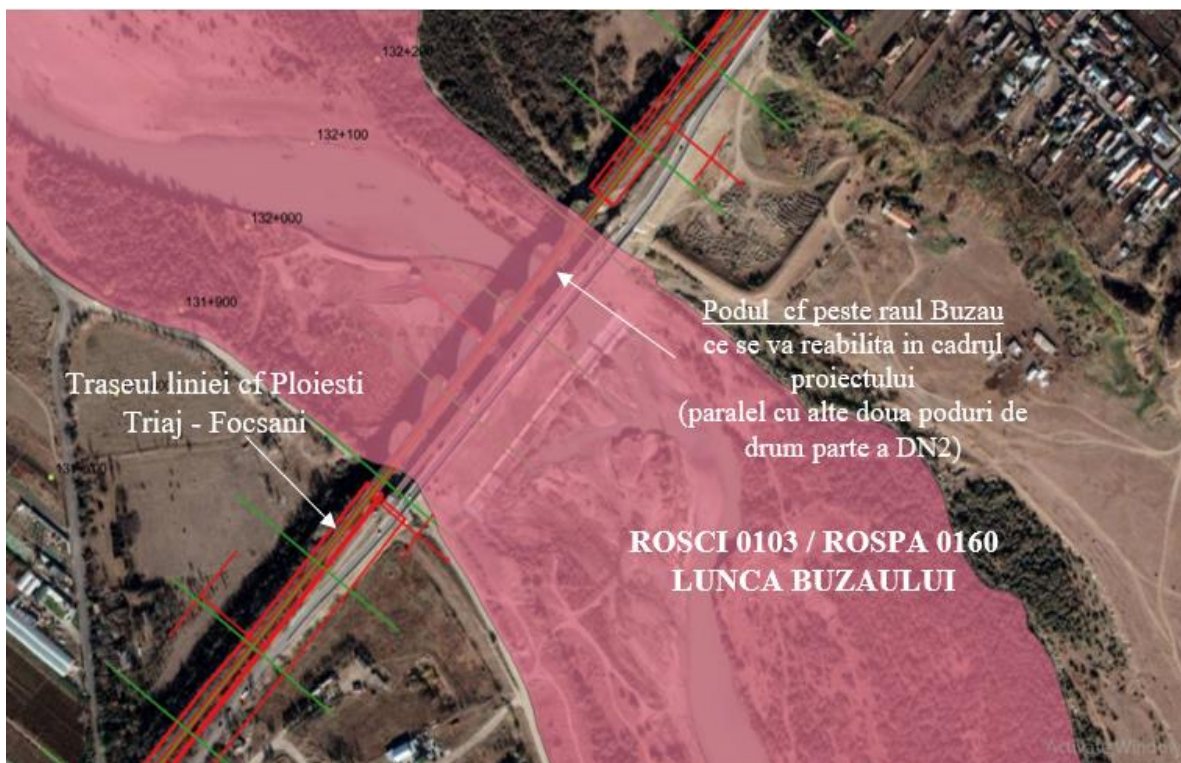 132+200
132+100
132+000
131+900
Podul cf peste raul Buzau
ce se va reabilita in cadrul
proiectului
(paralel cu alte doua poduri de
drum parte a DN2)
Traseul liniei cf Ploiesti
Triaj - Focsani
ROSCI 0103 / ROSPA 0160
LUNCA BUZAULUI